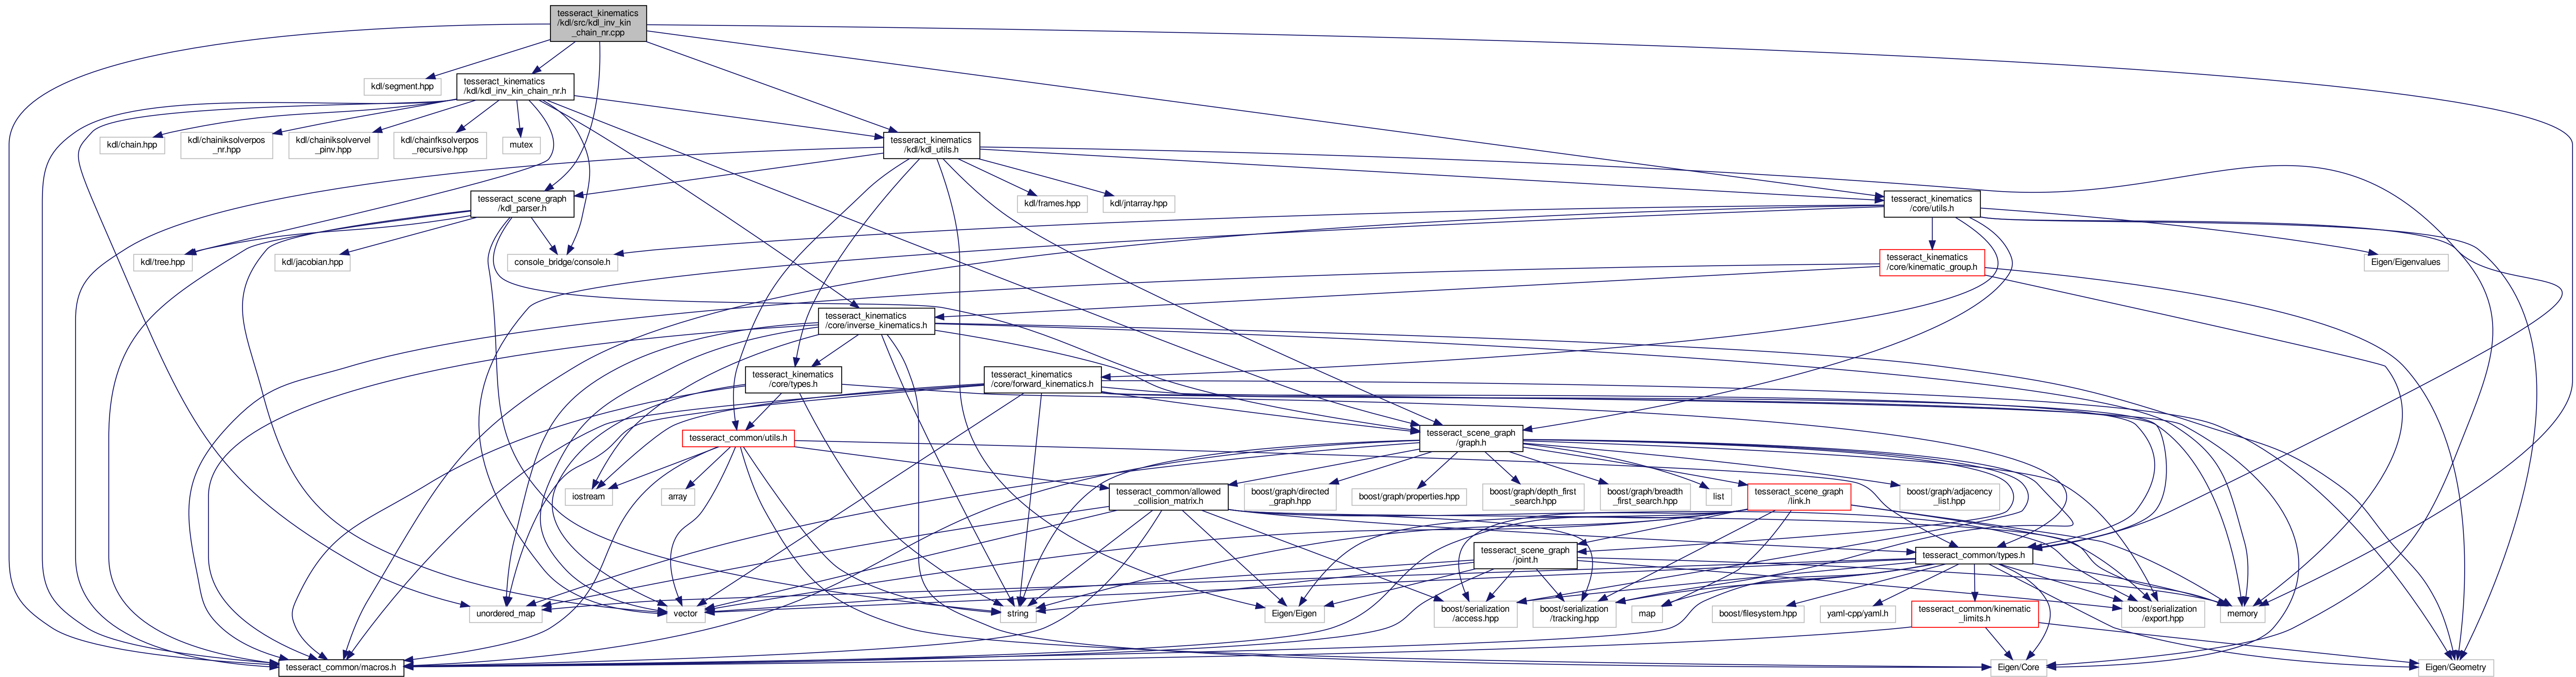 tesseract_kinematics
/kdl/src/kdl_inv_kin
_chain_nr.cpp
kdl/segment.hpp
tesseract_kinematics
/kdl/kdl_inv_kin_chain_nr.h
kdl/chain.hpp
kdl/chainiksolverpos
_nr.hpp
kdl/chainiksolvervel
_pinv.hpp
kdl/chainfksolverpos
_recursive.hpp
mutex
tesseract_kinematics
/kdl/kdl_utils.h
tesseract_scene_graph
/kdl_parser.h
kdl/frames.hpp
kdl/jntarray.hpp
tesseract_kinematics
/core/utils.h
kdl/tree.hpp
kdl/jacobian.hpp
console_bridge/console.h
tesseract_kinematics
/core/kinematic_group.h
Eigen/Eigenvalues
tesseract_kinematics
/core/inverse_kinematics.h
tesseract_kinematics
/core/types.h
tesseract_kinematics
/core/forward_kinematics.h
tesseract_common/utils.h
tesseract_scene_graph
/graph.h
iostream
array
tesseract_common/allowed
_collision_matrix.h
boost/graph/directed
_graph.hpp
boost/graph/properties.hpp
boost/graph/depth_first
_search.hpp
boost/graph/breadth
_first_search.hpp
list
tesseract_scene_graph
/link.h
boost/graph/adjacency
_list.hpp
tesseract_scene_graph
/joint.h
tesseract_common/types.h
unordered_map
vector
string
Eigen/Eigen
boost/serialization
/access.hpp
boost/serialization
/tracking.hpp
map
boost/filesystem.hpp
yaml-cpp/yaml.h
tesseract_common/kinematic
_limits.h
boost/serialization
/export.hpp
memory
tesseract_common/macros.h
Eigen/Core
Eigen/Geometry